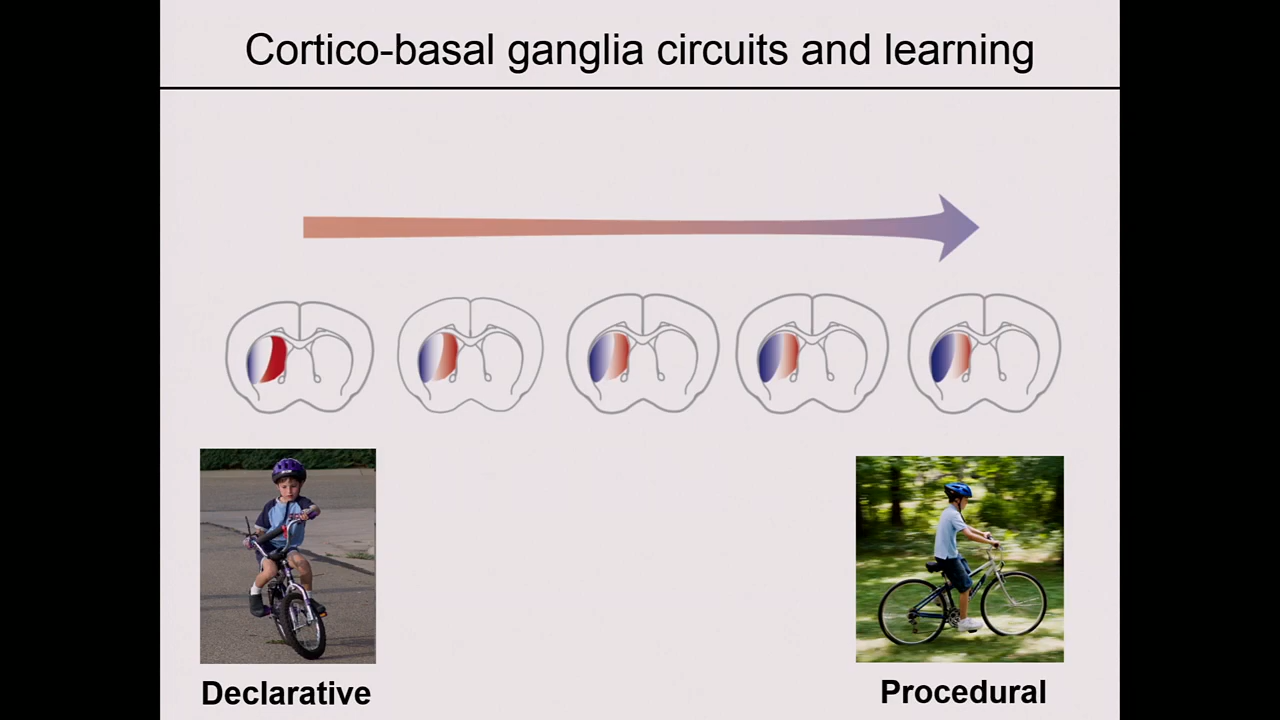 Cortico-basal ganglia circuits and learning
Declarative
Procedural